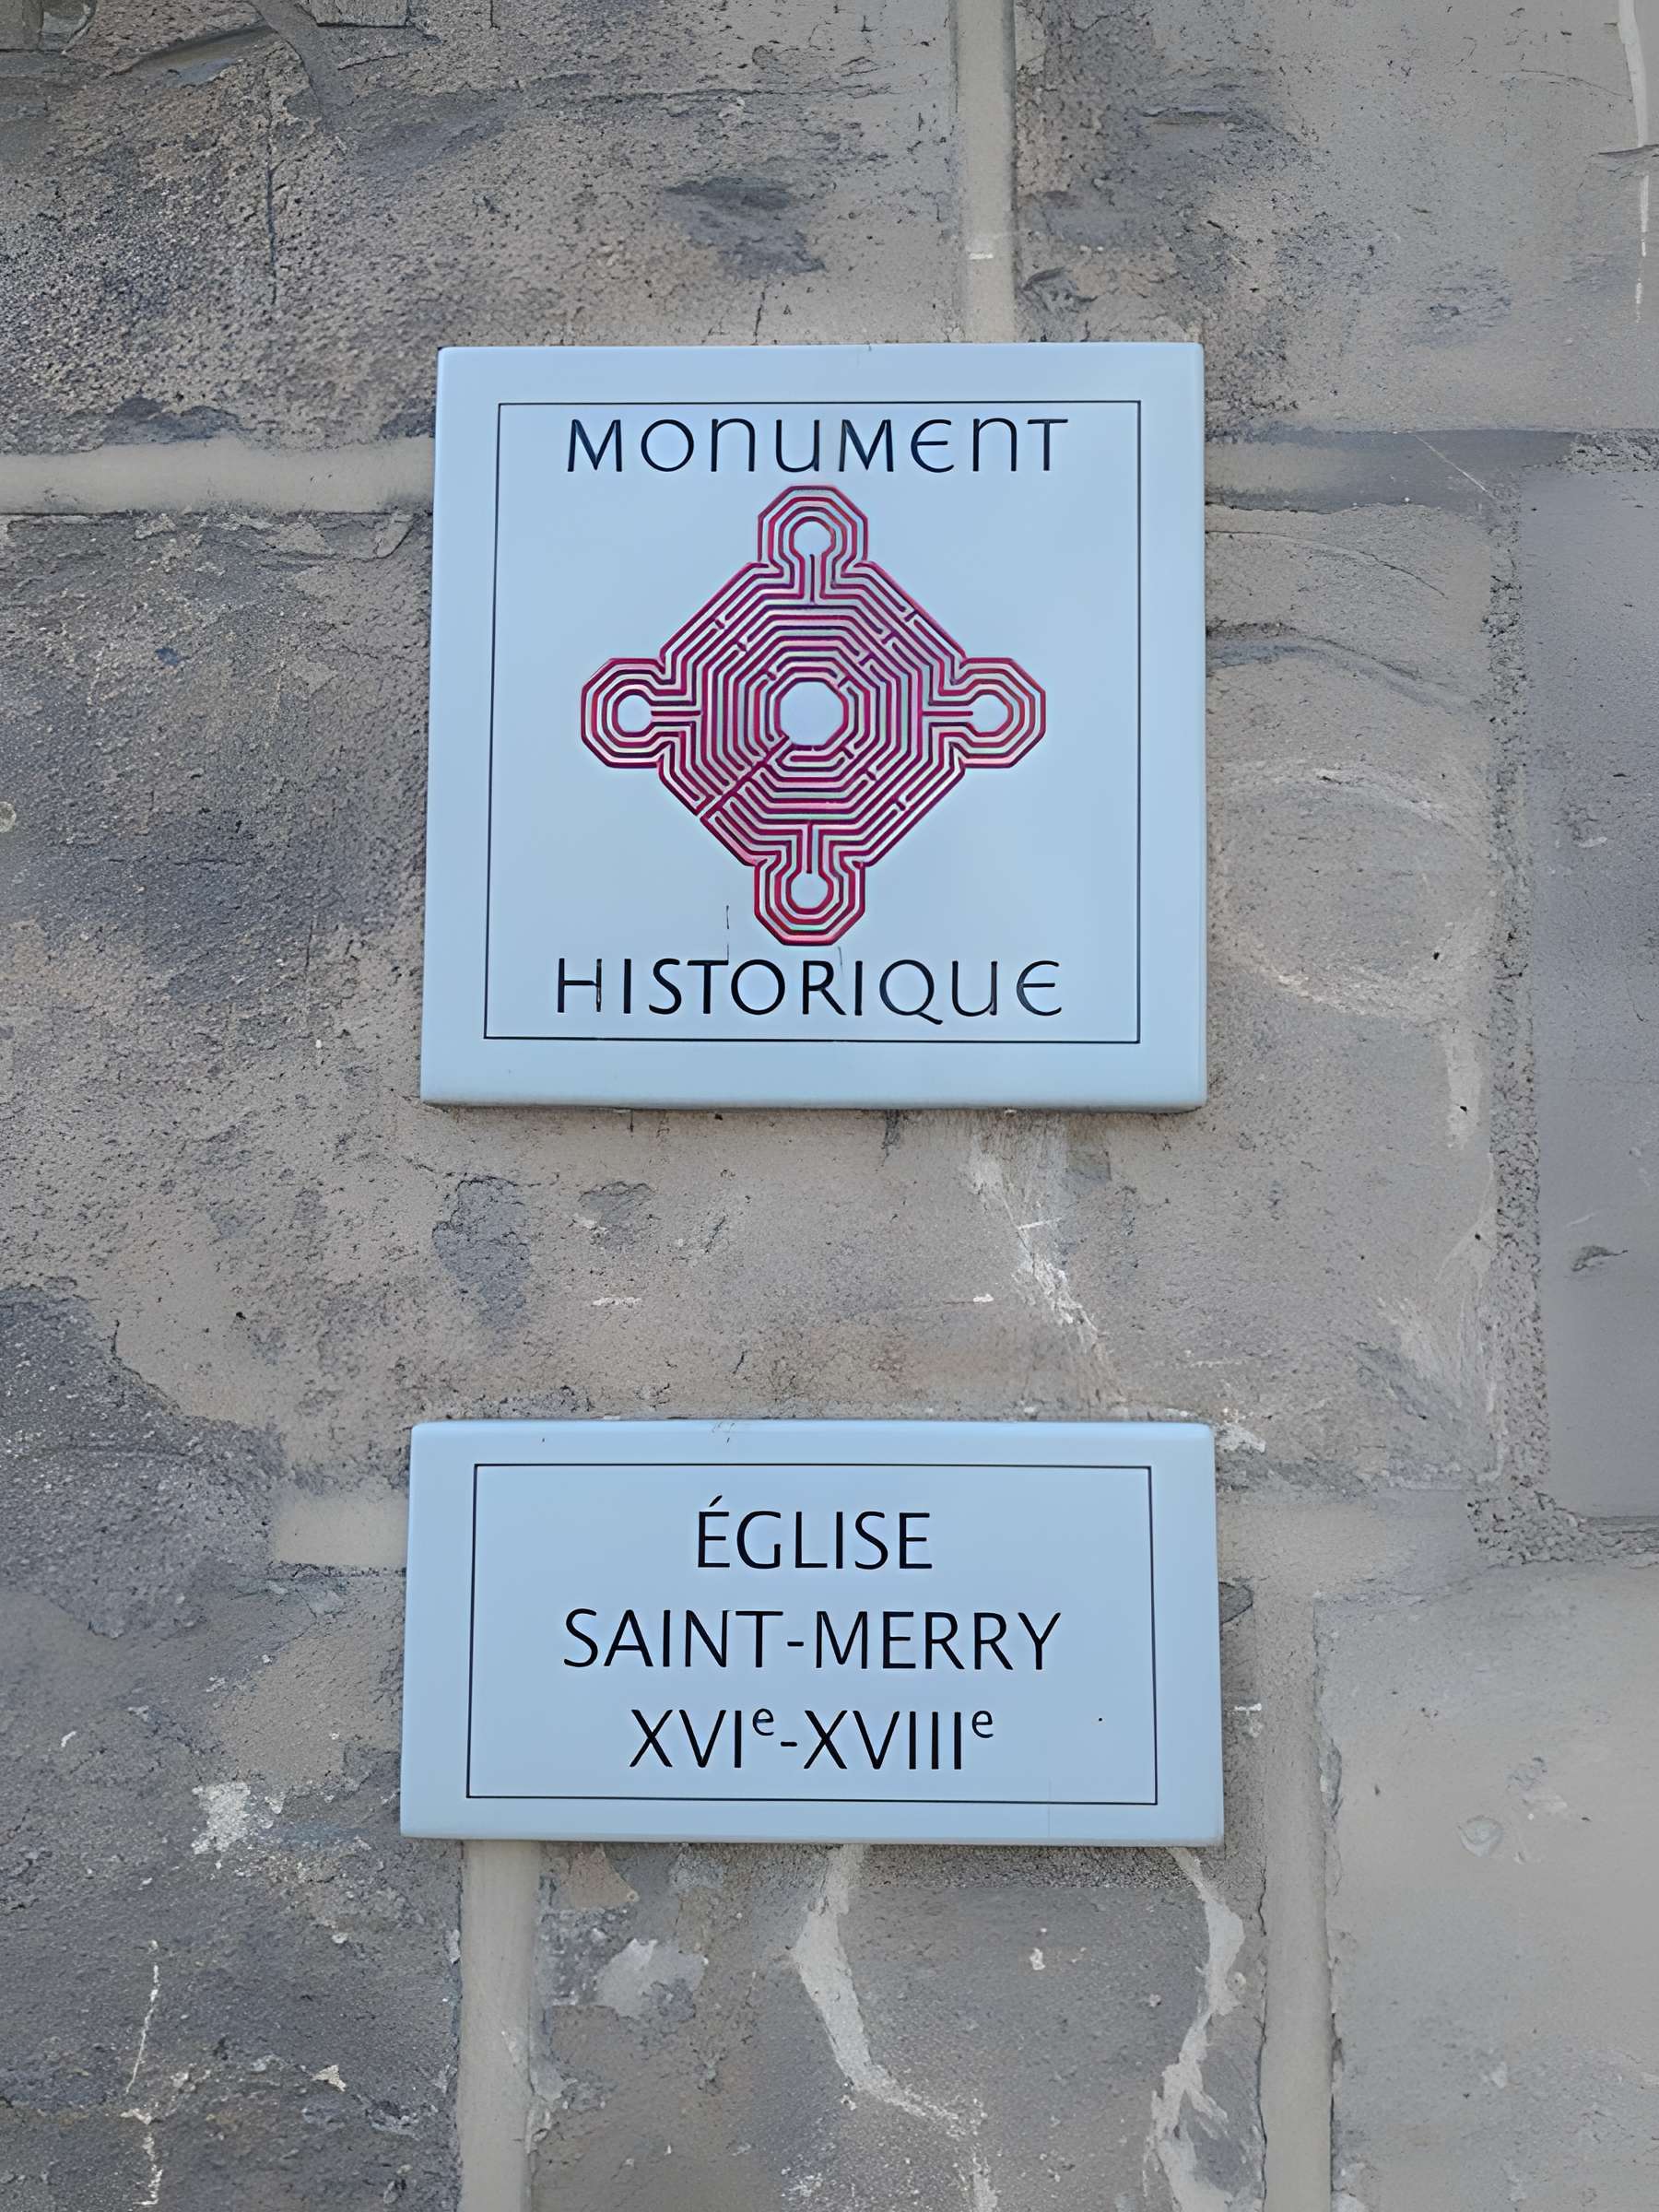 MONUMENT
HISTORIQUE
ÉGLISE
SAINT-MERRY
XVIe-XVIIIe